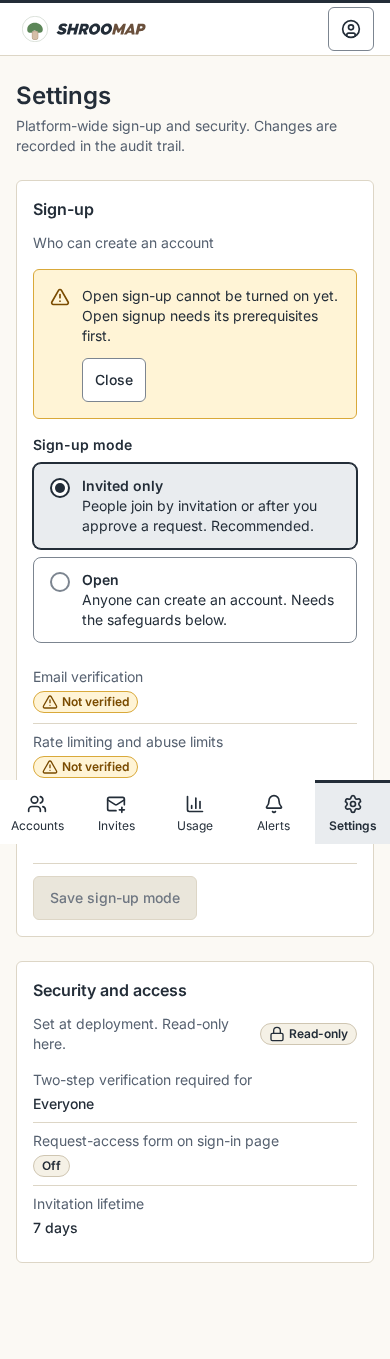 SHROOMAP
Settings
Platform-wide sign-up and security. Changes are
recorded in the audit trail.
Sign-up
Who can create an account
Open sign-up cannot be turned on yet.
Open signup needs its prerequisites
first.
Close
Sign-up mode
Invited only
People join by invitation or after you
approve a request. Recommended.
Open
Anyone can create an account. Needs
the safeguards below.
Email verification
Not verified
Rate limiting and abuse limits
Not verified
Accounts
Invites
Usage
Alerts
Settings
Save sign-up mode
Security and access
Set at deployment. Read-only
here.
Read-only
Two-step verification required for
Everyone
Request-access form on sign-in page
Off
Invitation lifetime
7 days